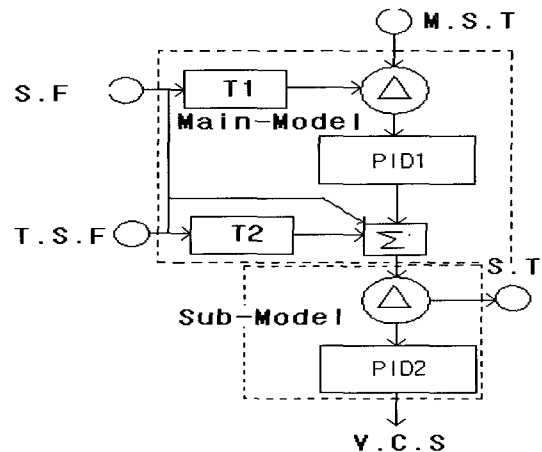 M.S.T
S.F
T1
Δ
Main-Model
PID1
T.S.F
T2
Σ
S.T
Δ
Sub-Model
PID2
V.C.S